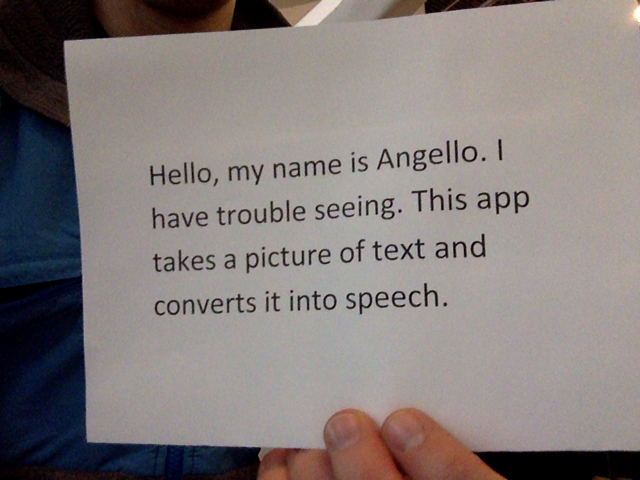 Hello, my name is Angello. I
have trouble seeing. This app
takes a picture of text and
converts it into speech.